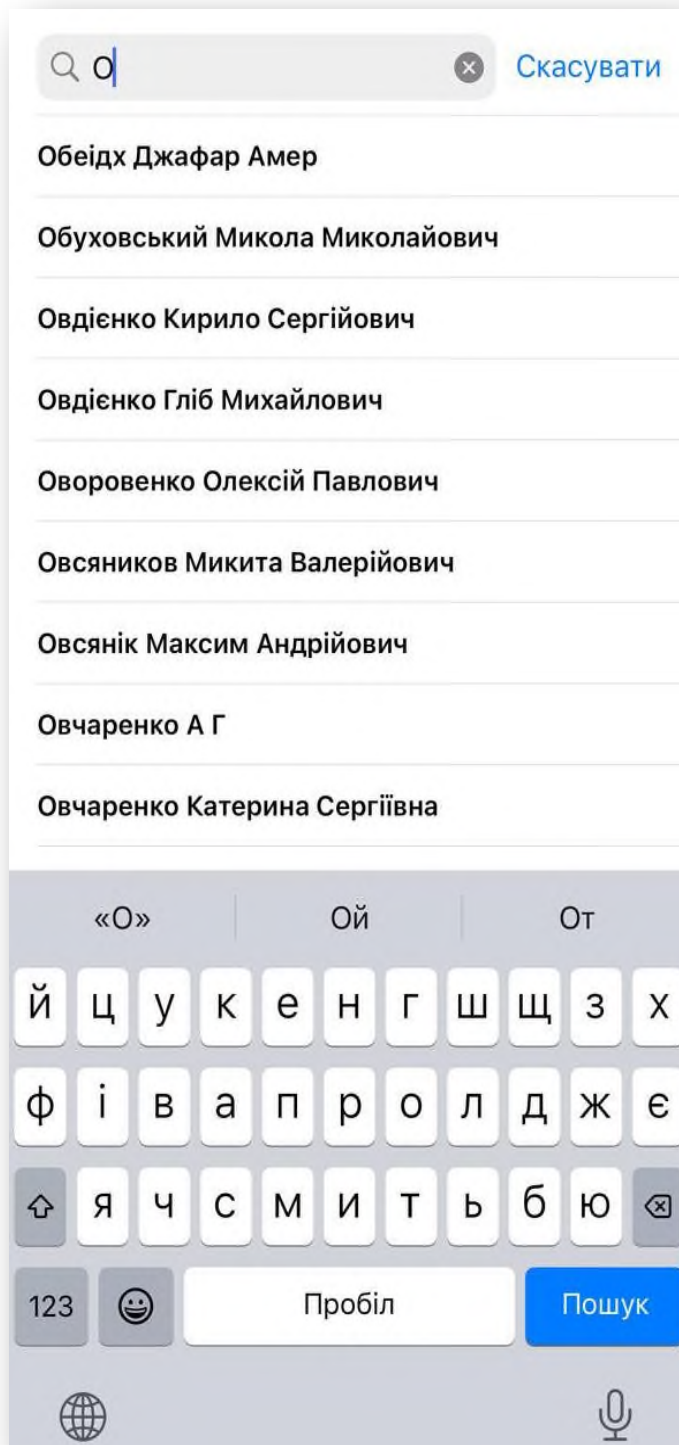 О Скасувати
Обеідх Джафар Амер
Обуховський Микола Миколайович
Овдієнко Кирило Сергійович
Овдієнко Гліб Михайлович
Оворовенко Олексій Павлович
Овсяников Микита Валерійович
Овсянік Максим Андрійович
Овчаренко А Г
Овчаренко Катерина Сергіївна
«О» Ой От
й ц у к е н г ш щ з х
ф і в а п р о л д ж є
я ч с м и т ь б ю
123 Пробіл Пошук